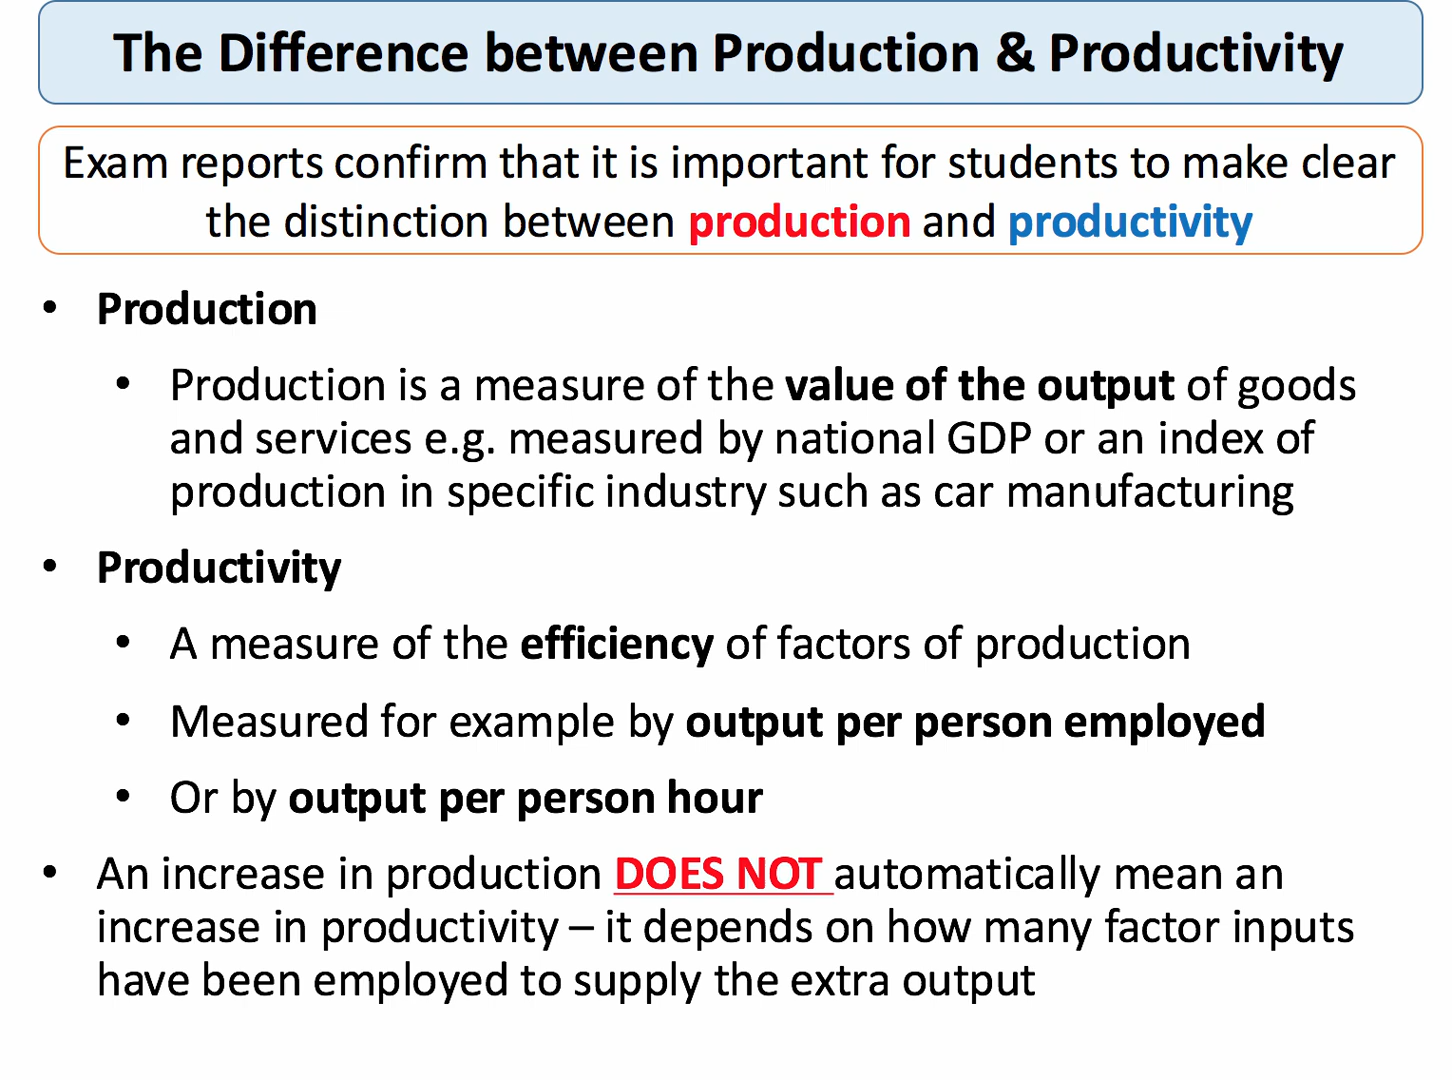 The Difference between Production & Productivity
Exam reports confirm that it is important for students to make clear
the distinction between production and productivity
• Production
• Production is a measure of the value of the output of goods
and services e.g. measured by national GDP or an index of
production in specific industry such as car manufacturing
• Productivity
• A measure of the efficiency of factors of production
• Measured for example by output per person employed
• Or by output per person hour
• An increase in production DOES NOT automatically mean an
increase in productivity – it depends on how many factor inputs
have been employed to supply the extra output